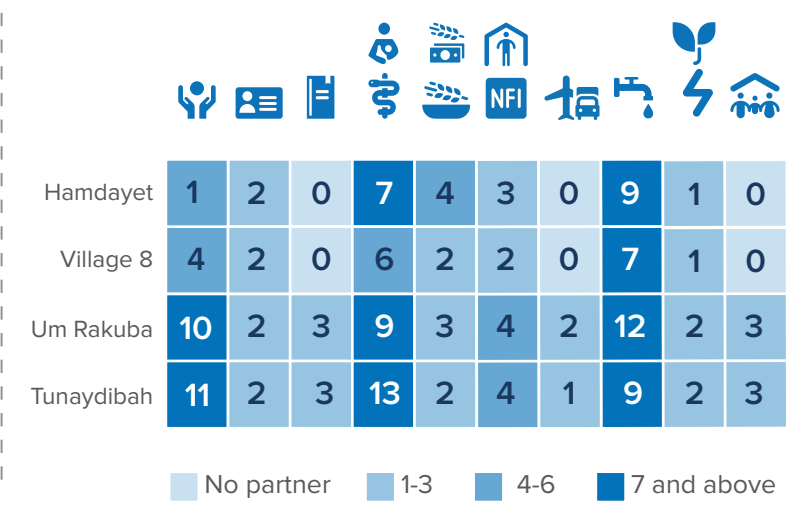 NFI
Hamdayet 1 2 0 7 4 3 0 9 1 0
Village 8 4 2 0 6 2 2 0 7 1 0
Um Rakuba 10 2 3 9 3 4 2 12 2 3
Tunaydibah 11 2 3 13 2 4 1 9 2 3
No partner 1-3 4-6 7 and above